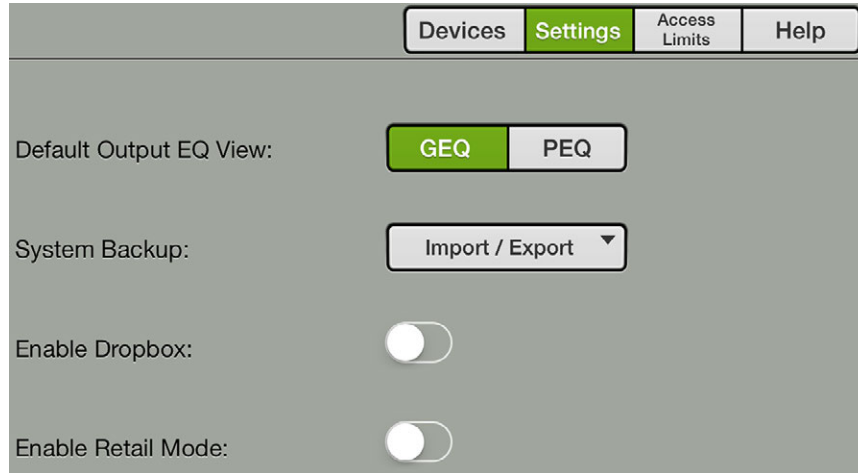 Devices Settings Access Limits Help
Default Output EQ View: GEQ PEQ
System Backup: Import / Export
Enable Dropbox:
Enable Retail Mode: